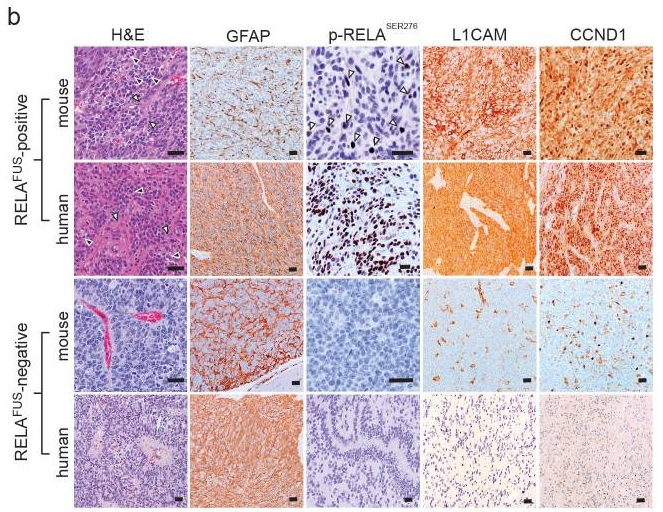 b
H&E GFAP p-RELA^SER276 L1CAM CCND1
RELA^FUS-positive
mouse
human
RELA^FUS-negative
mouse
human